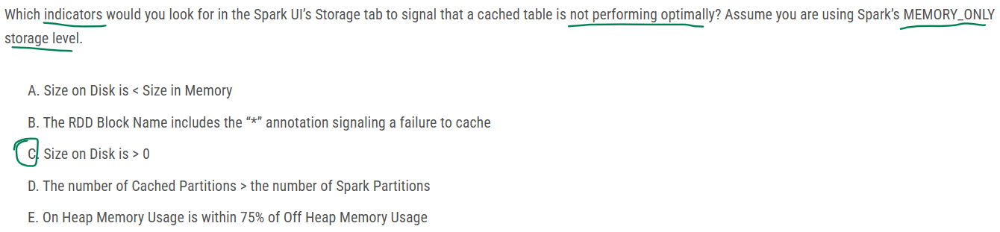 Which indicators would you look for in the Spark UI’s Storage tab to signal that a cached table is not performing optimally? Assume you are using Spark’s MEMORY_ONLY
storage level.
A. Size on Disk is < Size in Memory
B. The RDD Block Name includes the “*” annotation signaling a failure to cache
C. Size on Disk is > 0
D. The number of Cached Partitions > the number of Spark Partitions
E. On Heap Memory Usage is within 75% of Off Heap Memory Usage